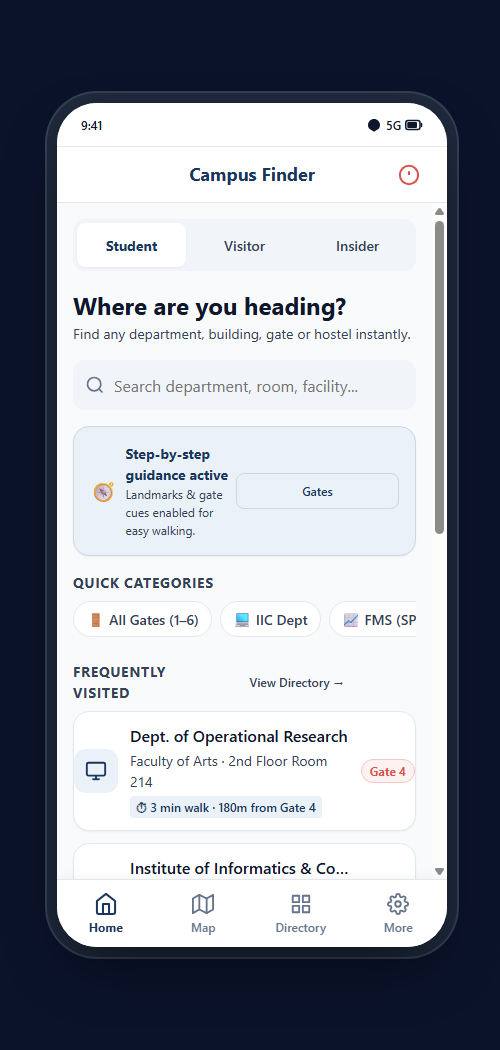 9:41
5G
Campus Finder
Student
Visitor
Insider
Where are you heading?
Find any department, building, gate or hostel instantly.
Search department, room, facility...
Step-by-step
guidance active
Landmarks & gate
cues enabled for
easy walking.
Gates
QUICK CATEGORIES
All Gates (1–6)
IIC Dept
FMS (SP
FREQUENTLY
VISITED
View Directory →
Dept. of Operational Research
Faculty of Arts · 2nd Floor Room
214
Gate 4
⏱ 3 min walk · 180m from Gate 4
Institute of Informatics & Co...
Home
Map
Directory
More